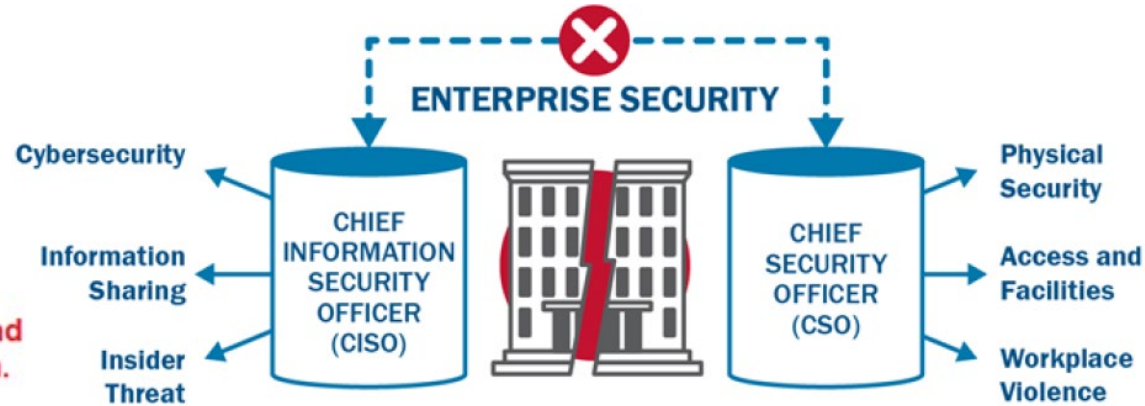 ENTERPRISE SECURITY
Cybersecurity
Information
Sharing
Insider
Threat
CHIEF
INFORMATION
SECURITY
OFFICER
(CISO)
CHIEF
SECURITY
OFFICER
(CSO)
Physical
Security
Access and
Facilities
Workplace
Violence